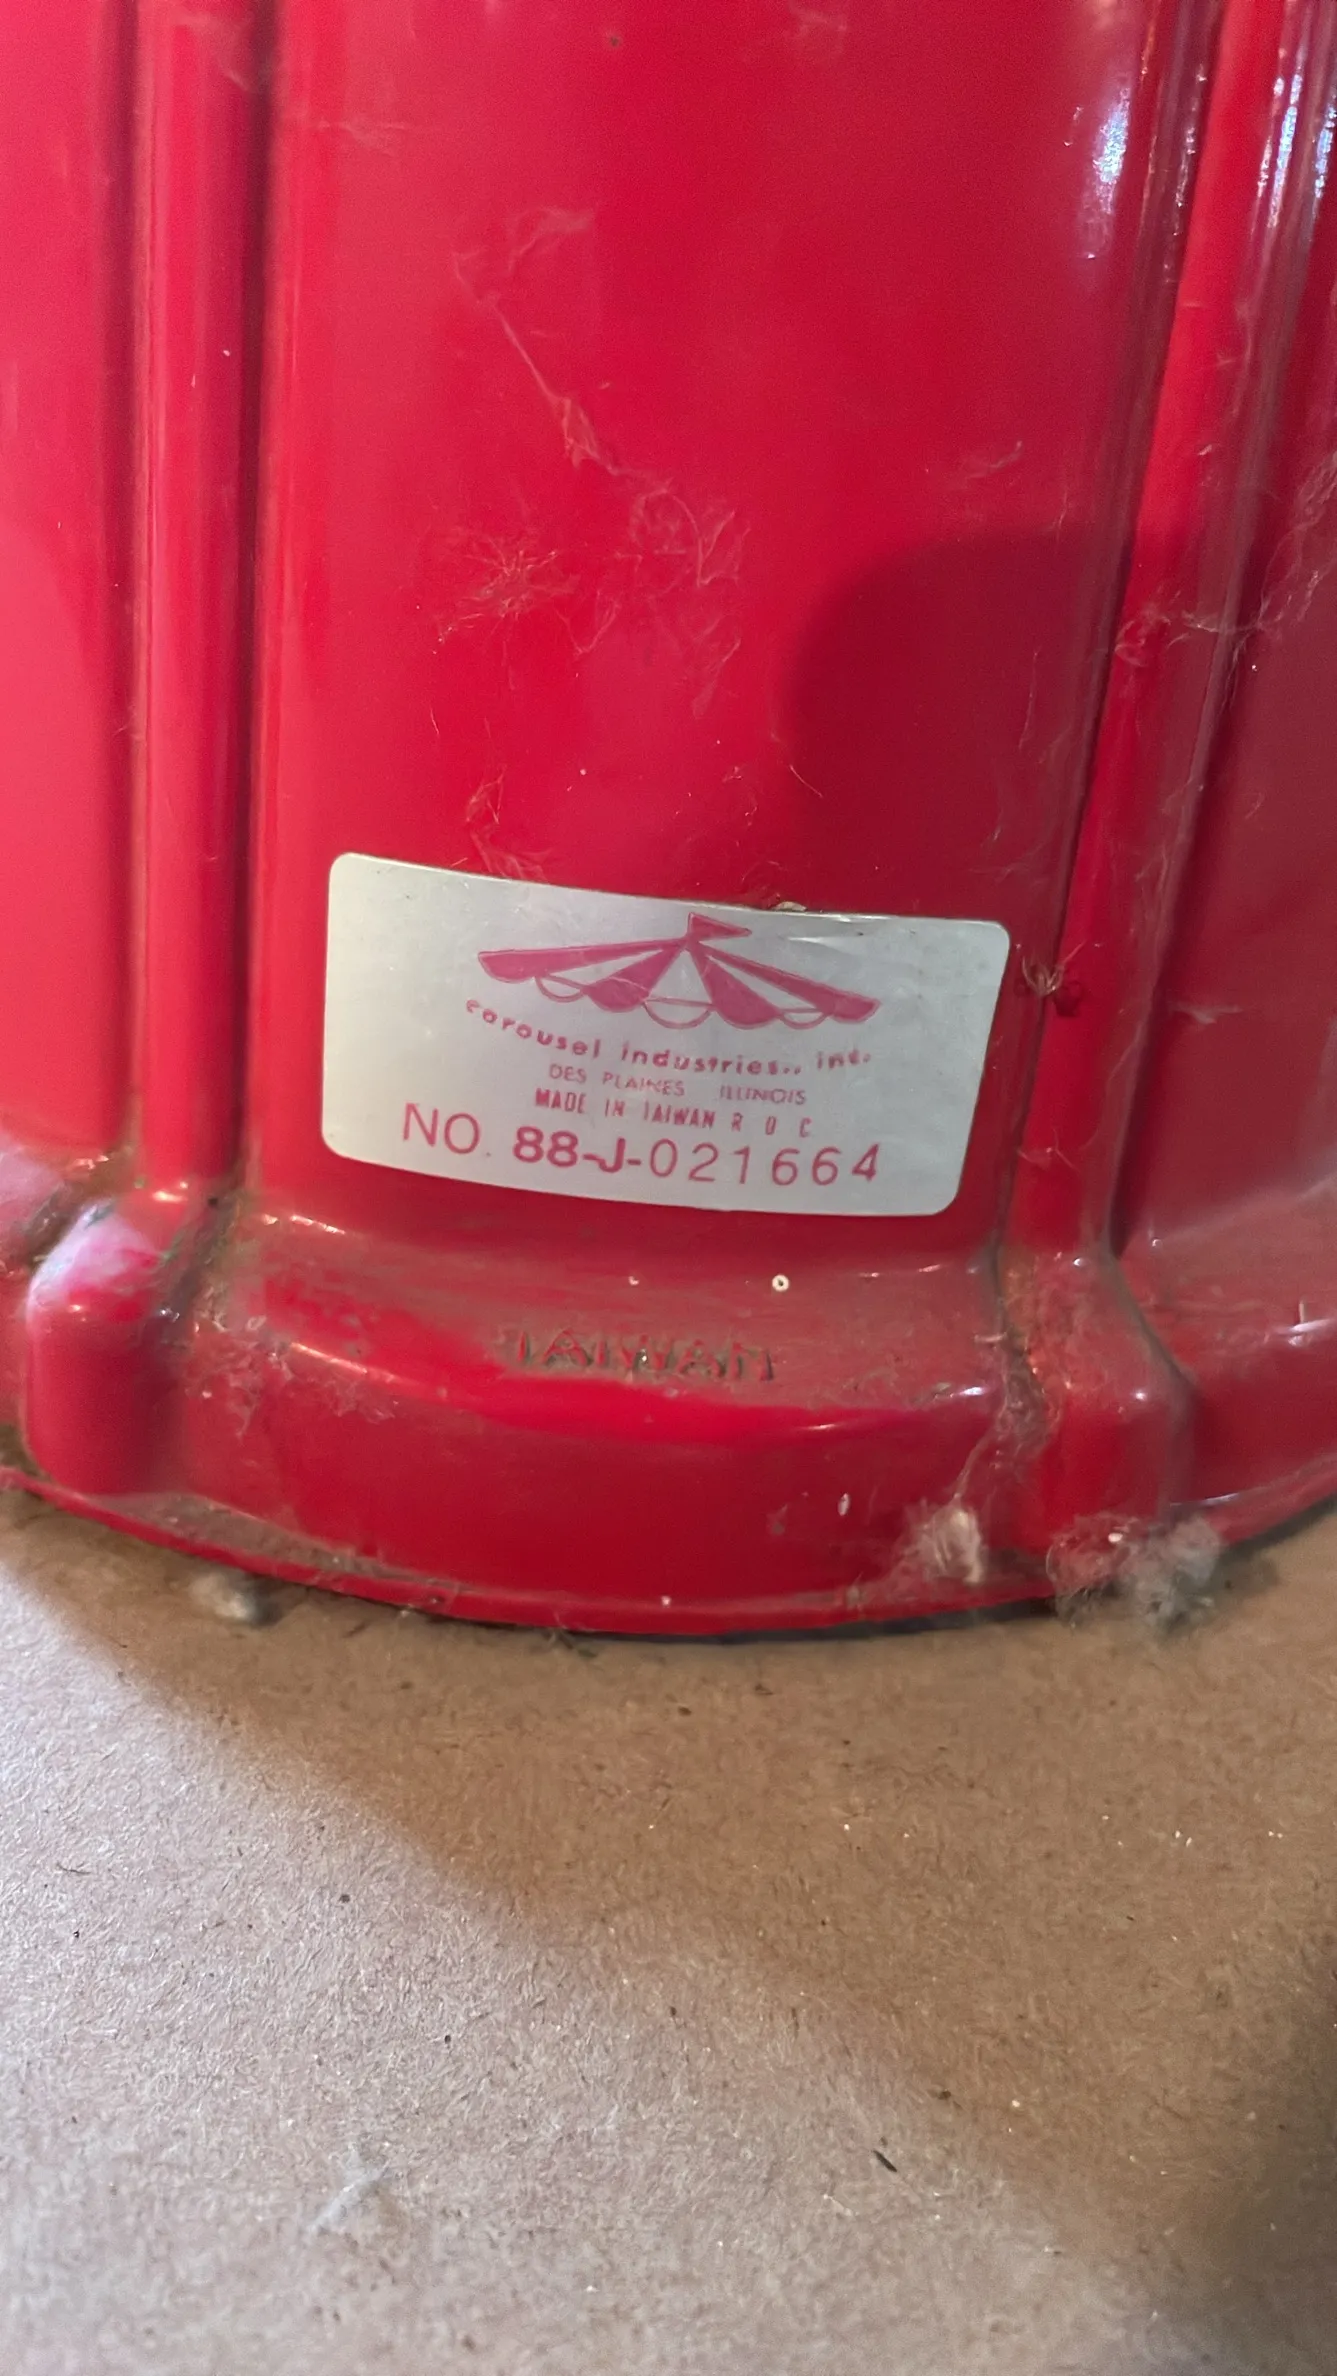 carousel industries., inc.
DES PLAINES ILLINOIS
MADE IN TAIWAN R O C
NO. 88-J-021664
TAIWAN